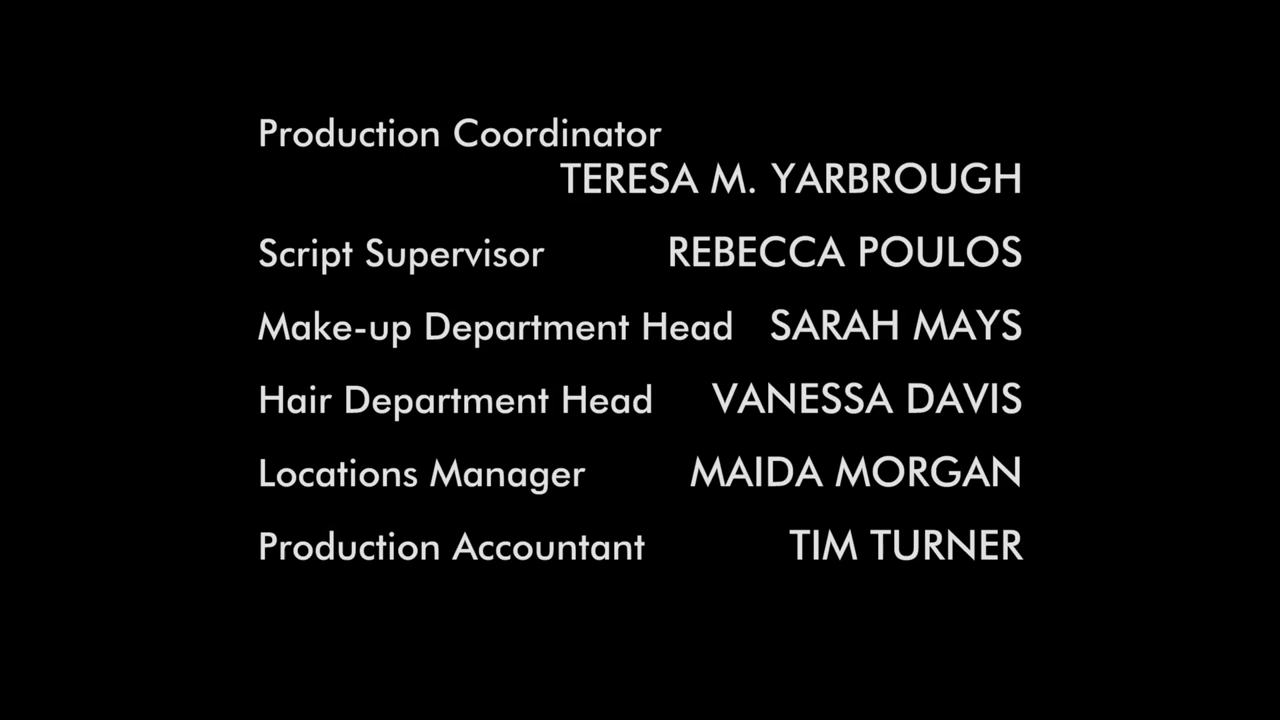 Production Coordinator
TERESA M. YARBROUGH
Script Supervisor REBECCA POULOS
Make-up Department Head SARAH MAYS
Hair Department Head VANESSA DAVIS
Locations Manager MAIDA MORGAN
Production Accountant TIM TURNER